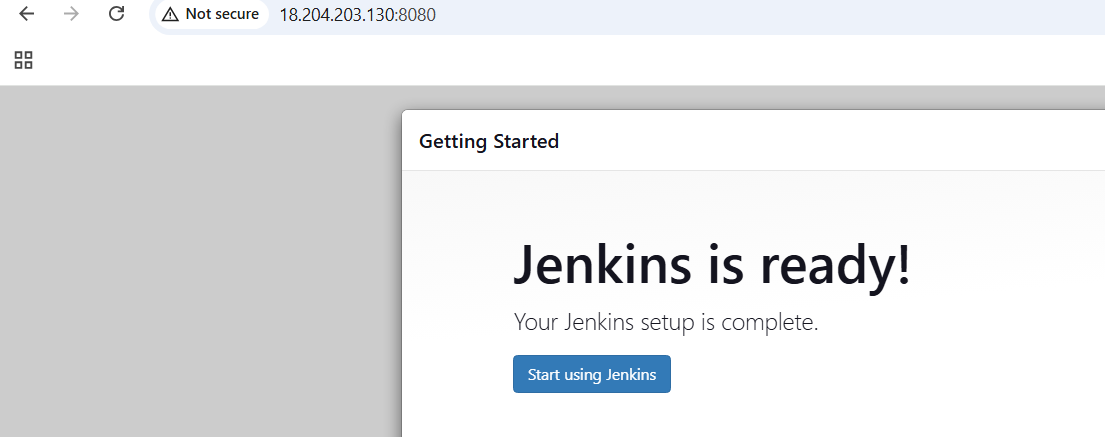 Not secure 18.204.203.130:8080
Getting Started
Jenkins is ready!
Your Jenkins setup is complete.
Start using Jenkins